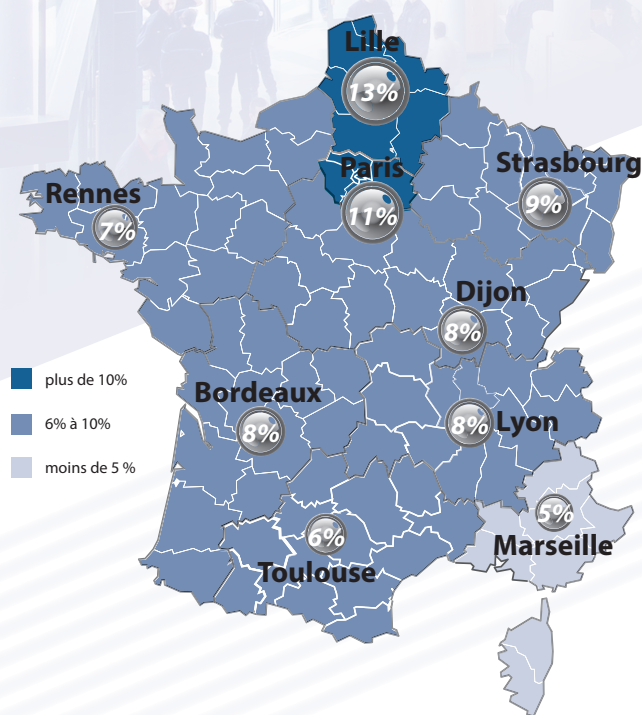 Lille
13%
Paris
11%
Strasbourg
9%
Rennes
7%
Dijon
8%
plus de 10%
6% à 10%
moins de 5 %
Bordeaux
8%
8%
Lyon
5%
Marseille
6%
Toulouse